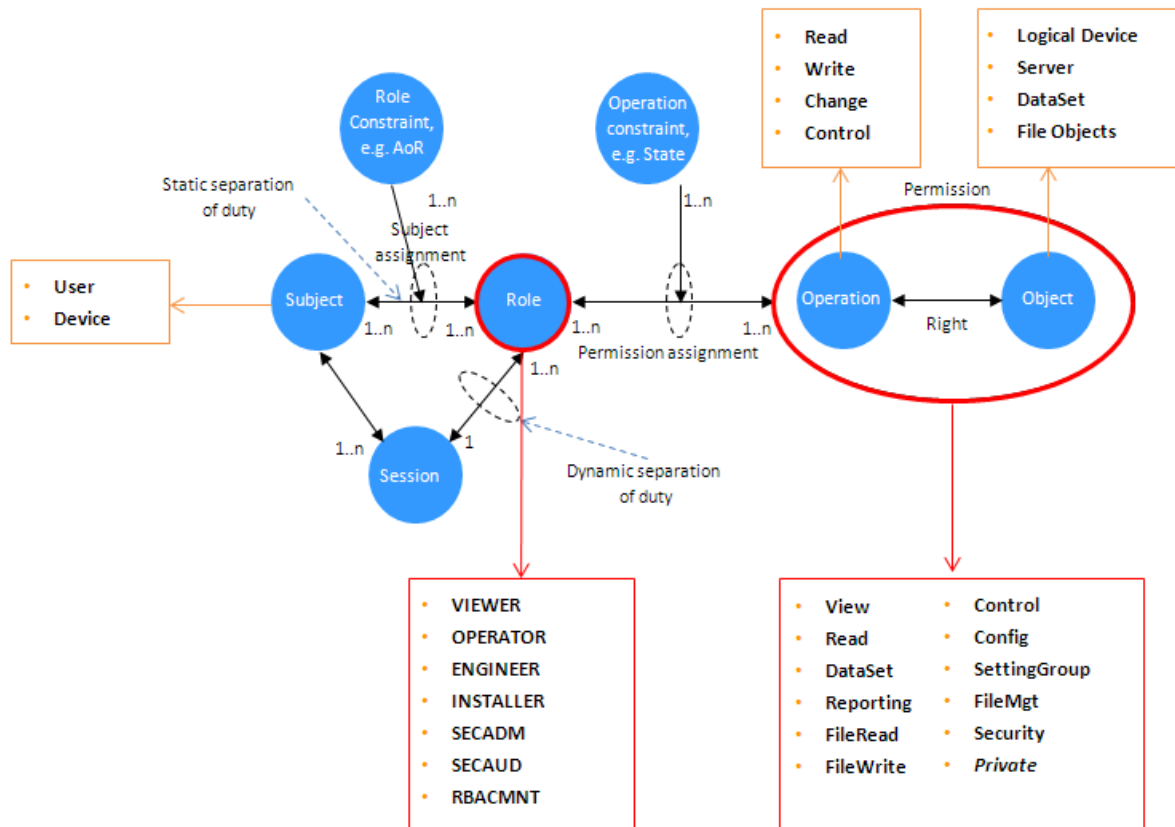 Read
Write
Change
Control
Logical Device
Server
DataSet
File Objects
Role
Constraint,
e.g. AoR
Operation
constraint,
e.g. State
Static separation
of duty
1..n
1..n
Permission
Subject
assignment
User
Device
Subject
Role
Operation
Object
Right
1..n
1..n
1..n
1..n
Permission assignment
1..n
1..n
1
Session
Dynamic separation
of duty
VIEWER
OPERATOR
ENGINEER
INSTALLER
SECADM
SECAUD
RBACMNT
View
Read
DataSet
Reporting
FileRead
FileWrite
Control
Config
SettingGroup
FileMgt
Security
Private